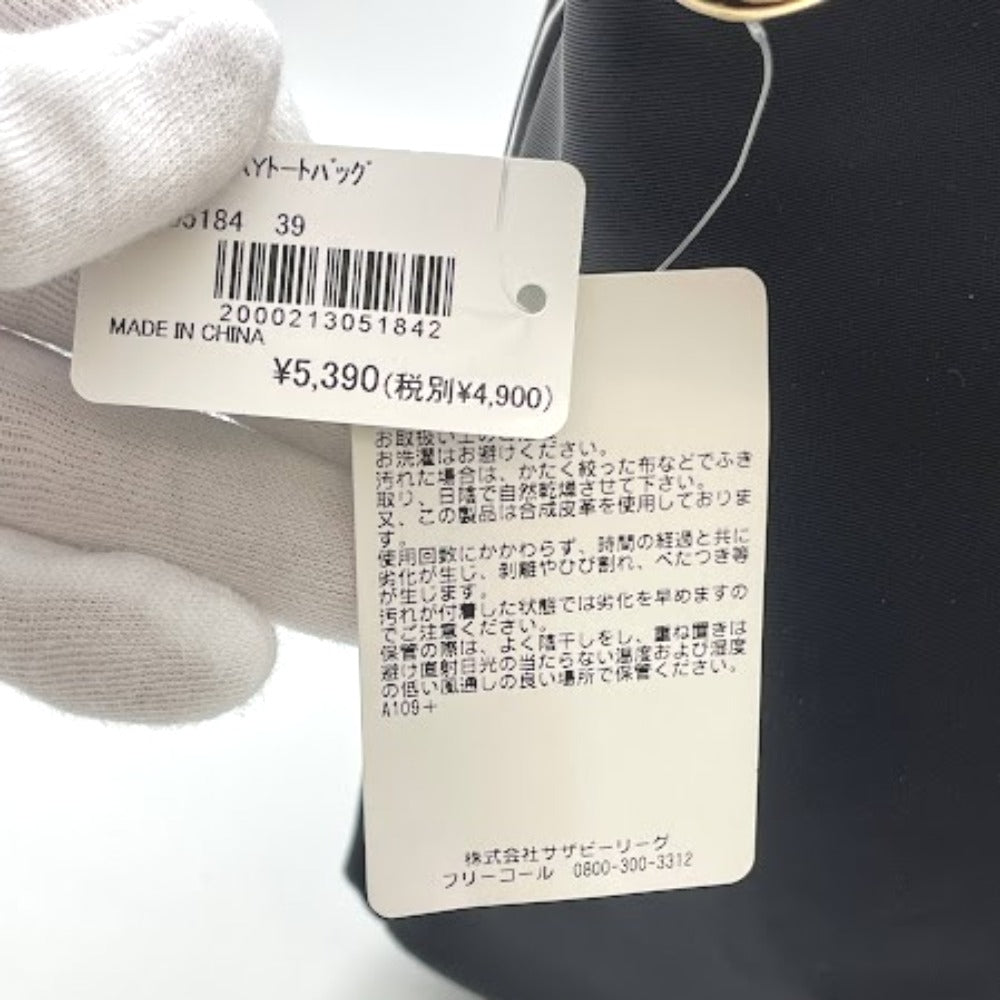 トートバッグ
5184 39
2000213051842
MADE IN CHINA
¥5,390(税別¥4,900)
お洗濯はお避けください。
汚れた場合は、かたく絞った布などでふき
取り、日陰で自然乾燥させて下さい。
又、この製品は合成皮革を使用しておりま
す。
使用回数にかかわらず、時間の経過と共に
劣化が生じ、剥離やひび割れ、べたつき等
が生じます。
汚れが付着した状態では劣化を早めますの
でご注意ください。
保管の際は、よく陰干しをし、重ね置きは
避け直射日光の当たらない温度および湿度
の低い風通しの良い場所で保管ください。
A109+
株式会社サザビーリーグ
フリーコール 0800-300-3312